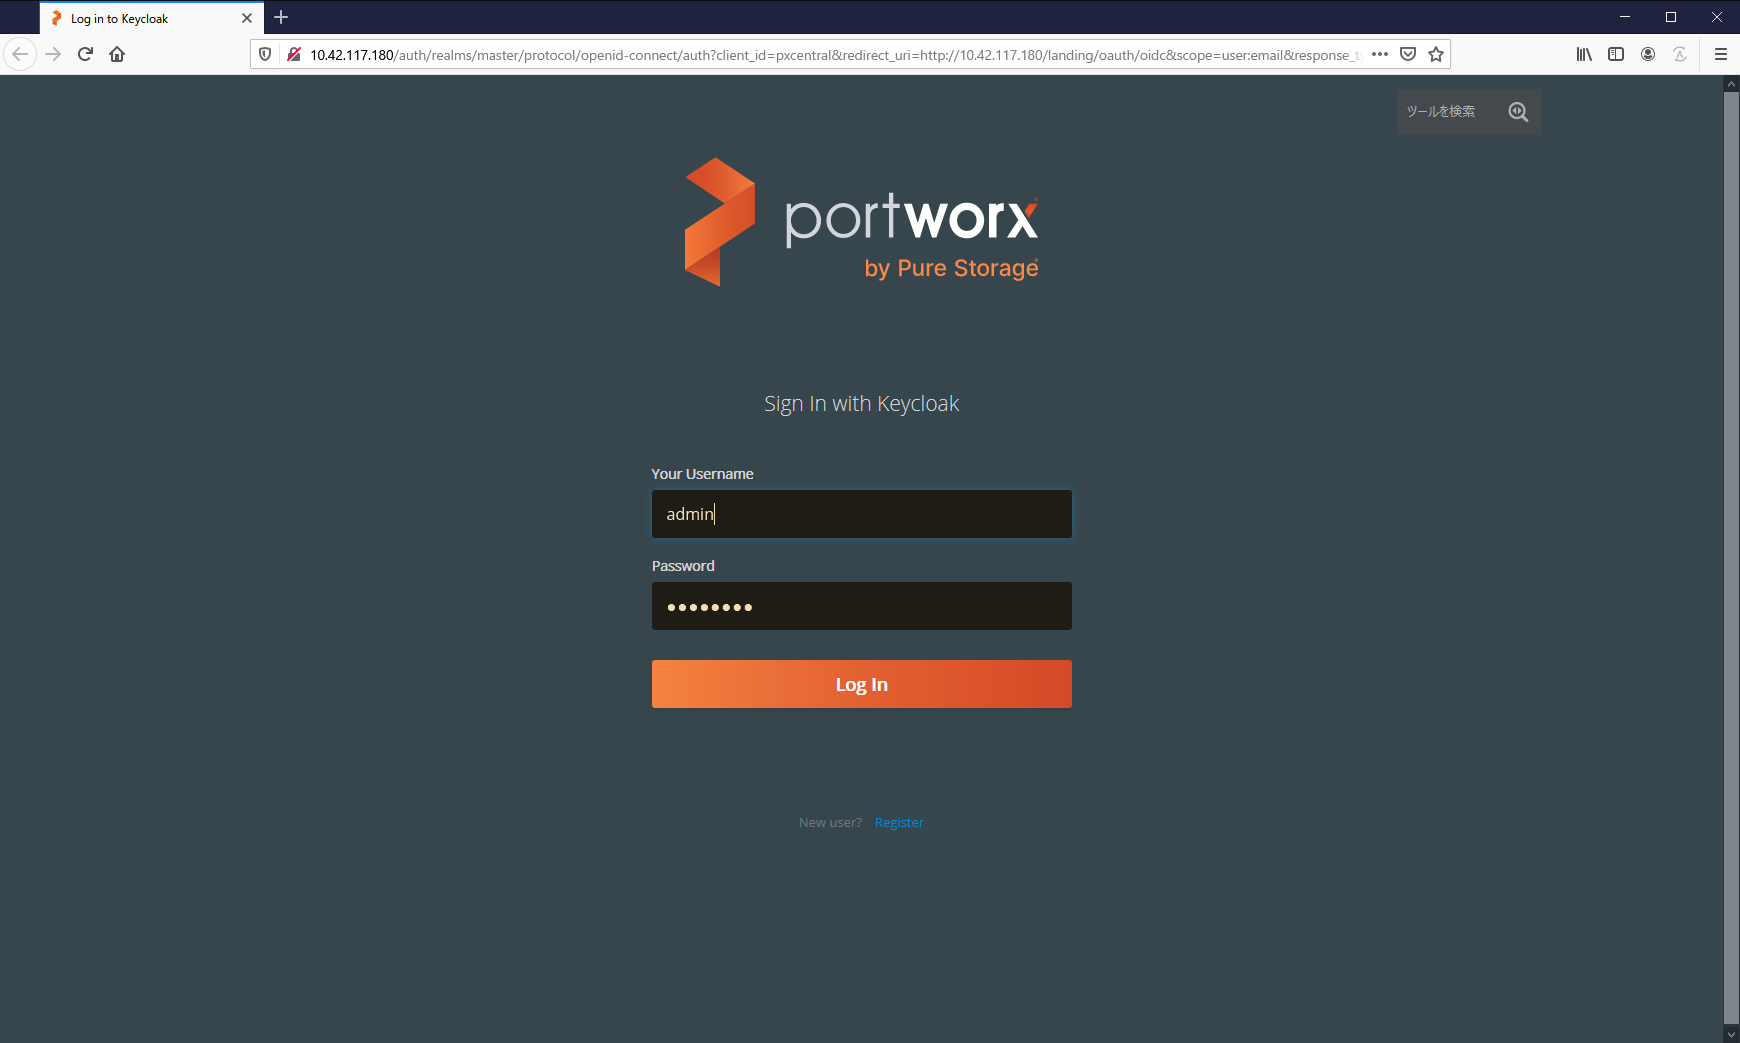 Log in to Keycloak
10.42.117.180/auth/realms/master/protocol/openid-connect/auth?client_id=pxcentral&redirect_uri=http://10.42.117.180/landing/oauth/oidc&scope=user:email&response_ty
ツールを検索
portworx
by Pure Storage
Sign In with Keycloak
Your Username
admin
Password
Log In
New user? Register